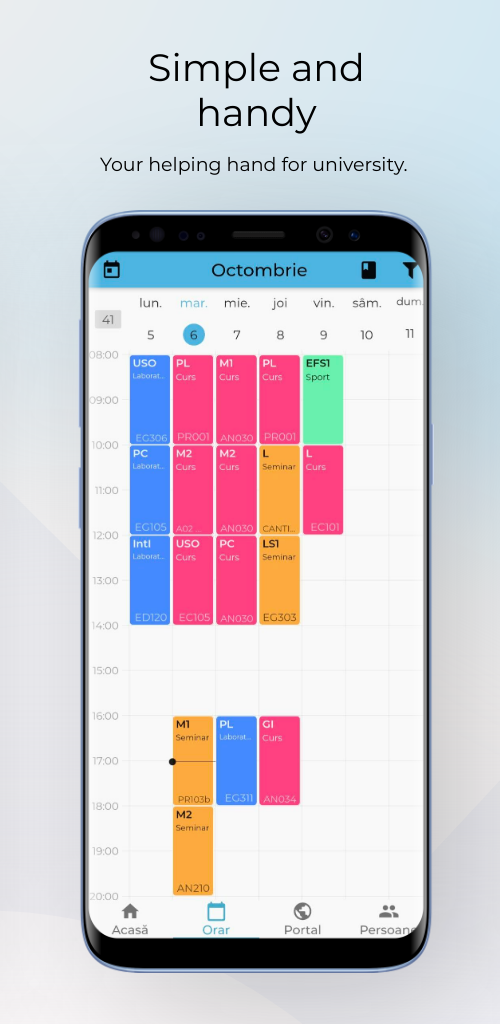 Simple and
handy
Your helping hand for university.
Octombrie
lun. mar. mie. joi vin. sâm. dum.
41
5 6 7 8 9 10 11
08:00
USO PL M1 PL EFS1
Laborat... Curs Curs Curs Sport
09:00
EG306 PR001 AN030 PR001
10:00
PC M2 M2 L L
Laborat... Curs Curs Seminar Curs
11:00
EG105 A02 ... AN030 CANTI... EC101
12:00
IntI USO PC LS1
Laborat... Curs Curs Seminar
13:00
ED120 EC105 AN030 EG303
14:00
15:00
16:00
M1 PL GI
Seminar Laborat... Curs
17:00
PR103b EG311 AN034
18:00
M2
Seminar
19:00
AN210
20:00
Acasă Orar Portal Persoane